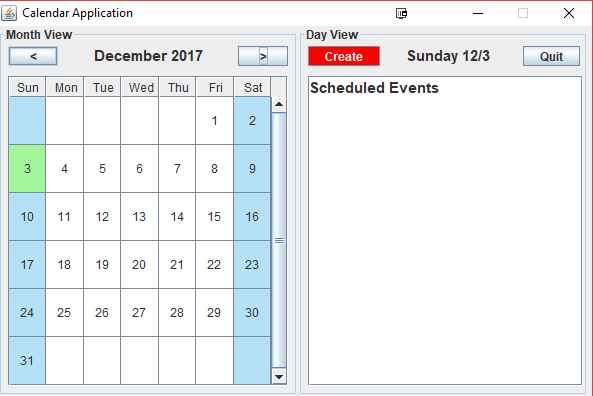 Calendar Application
Month View
< December 2017 >
Sun Mon Tue Wed Thu Fri Sat
1 2
3 4 5 6 7 8 9
10 11 12 13 14 15 16
17 18 19 20 21 22 23
24 25 26 27 28 29 30
31
Day View
Create Sunday 12/3 Quit
Scheduled Events